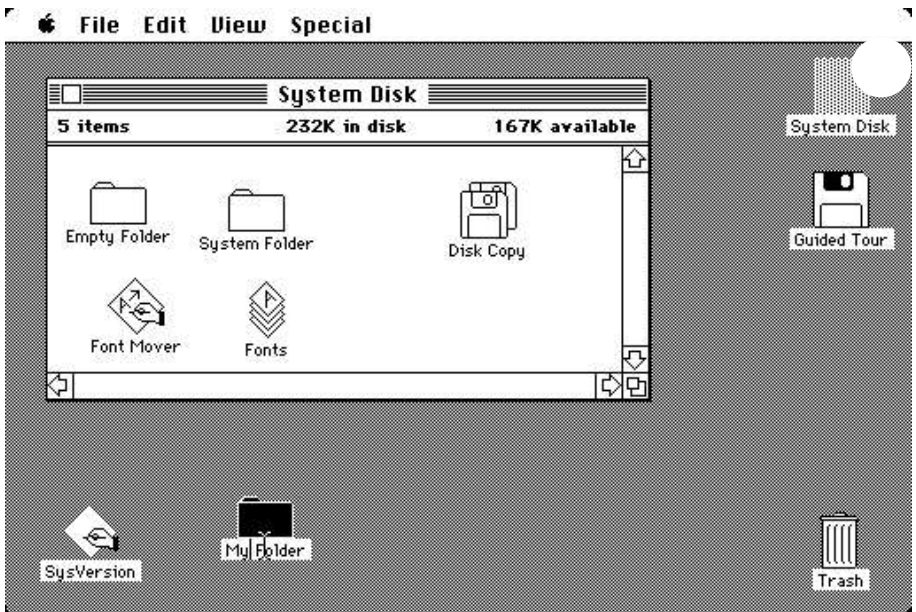 File Edit View Special
System Disk
5 items 232K in disk 167K available
System Disk
Empty Folder System Folder Disk Copy
Guided Tour
Font Mover Fonts
SysVersion My Folder Trash